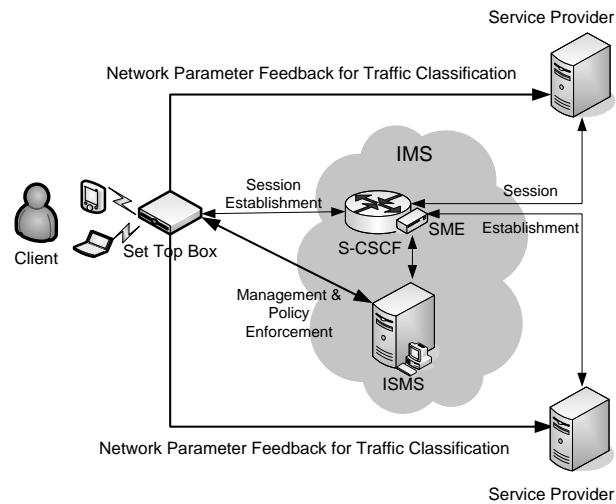 Service Provider
Network Parameter Feedback for Traffic Classification
IMS
Session
Establishment
Session
Establishment
S-CSCF
SME
Client
Set Top Box
Management &
Policy
Enforcement
ISMS
Network Parameter Feedback for Traffic Classification
Service Provider